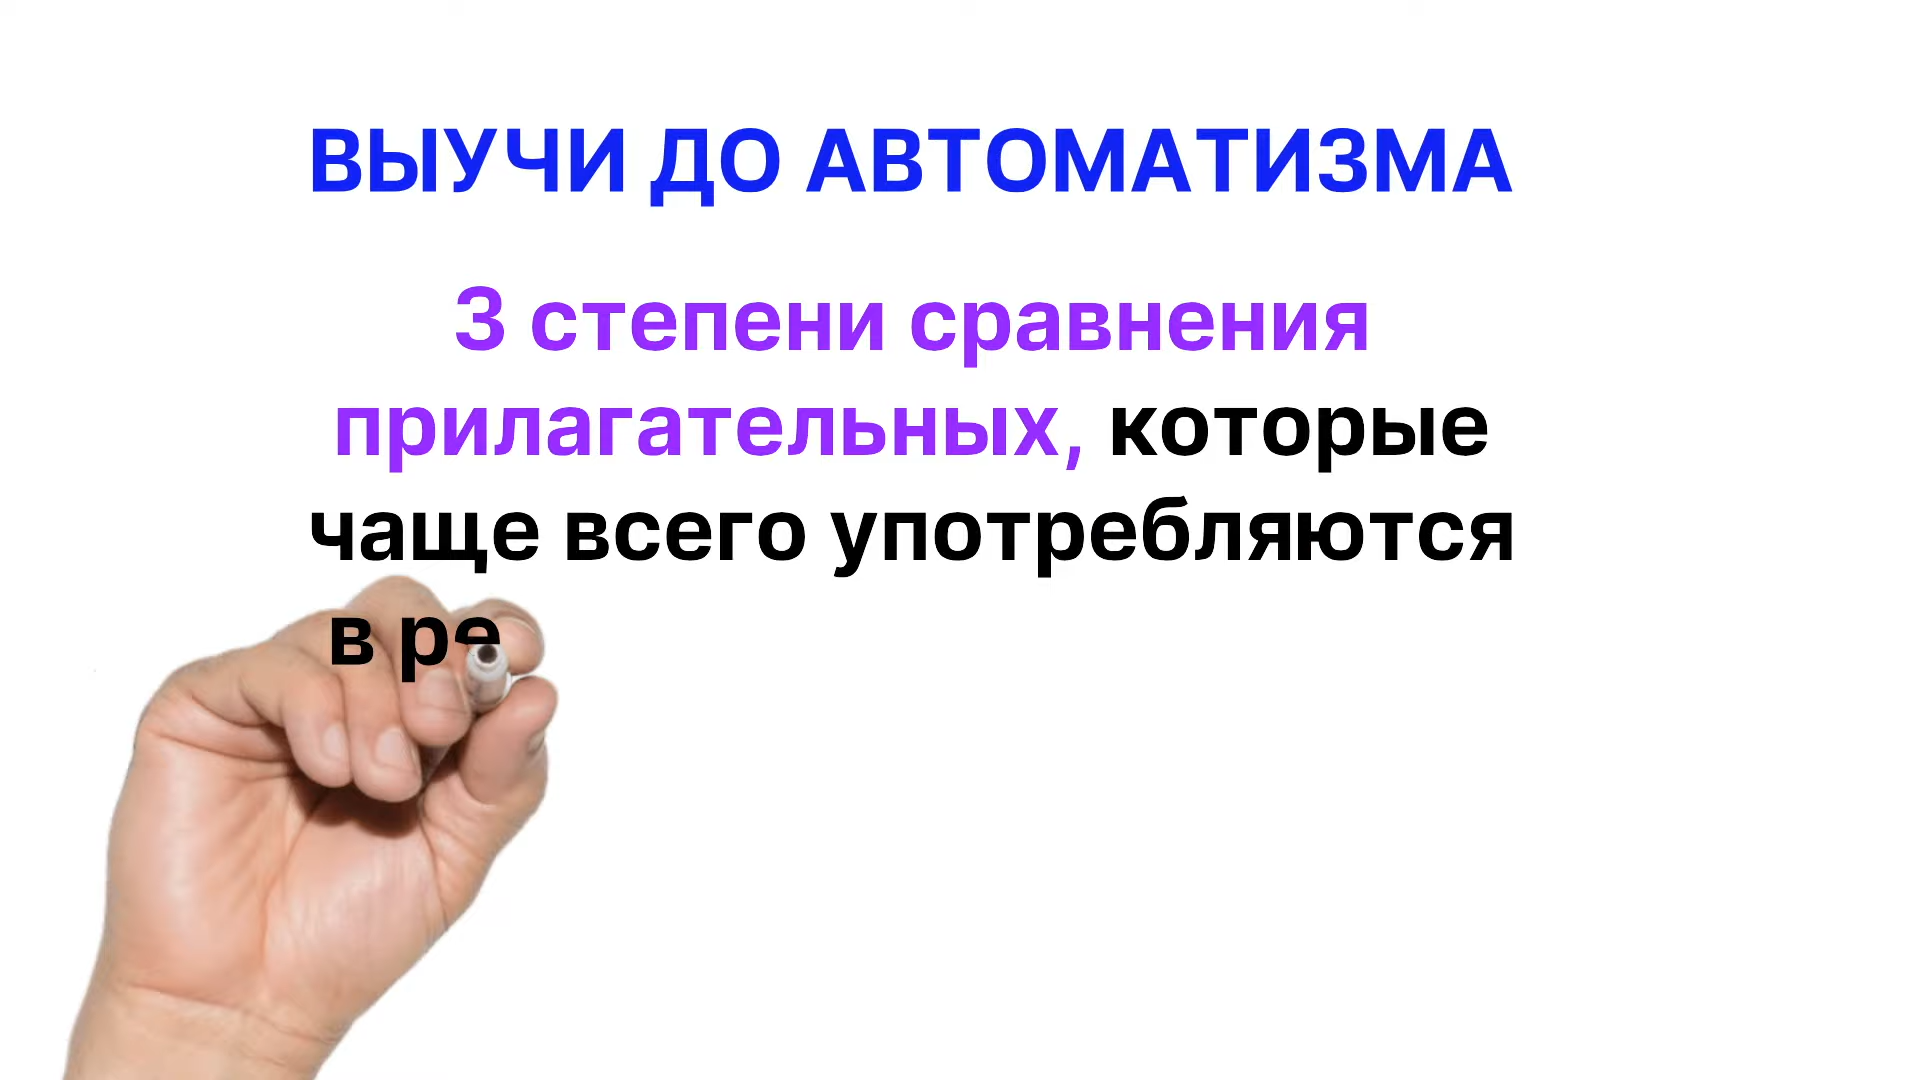 ВЫУЧИ ДО АВТОМАТИЗМА
3 степени сравнения
прилагательных, которые
чаще всего употребляются
в ре